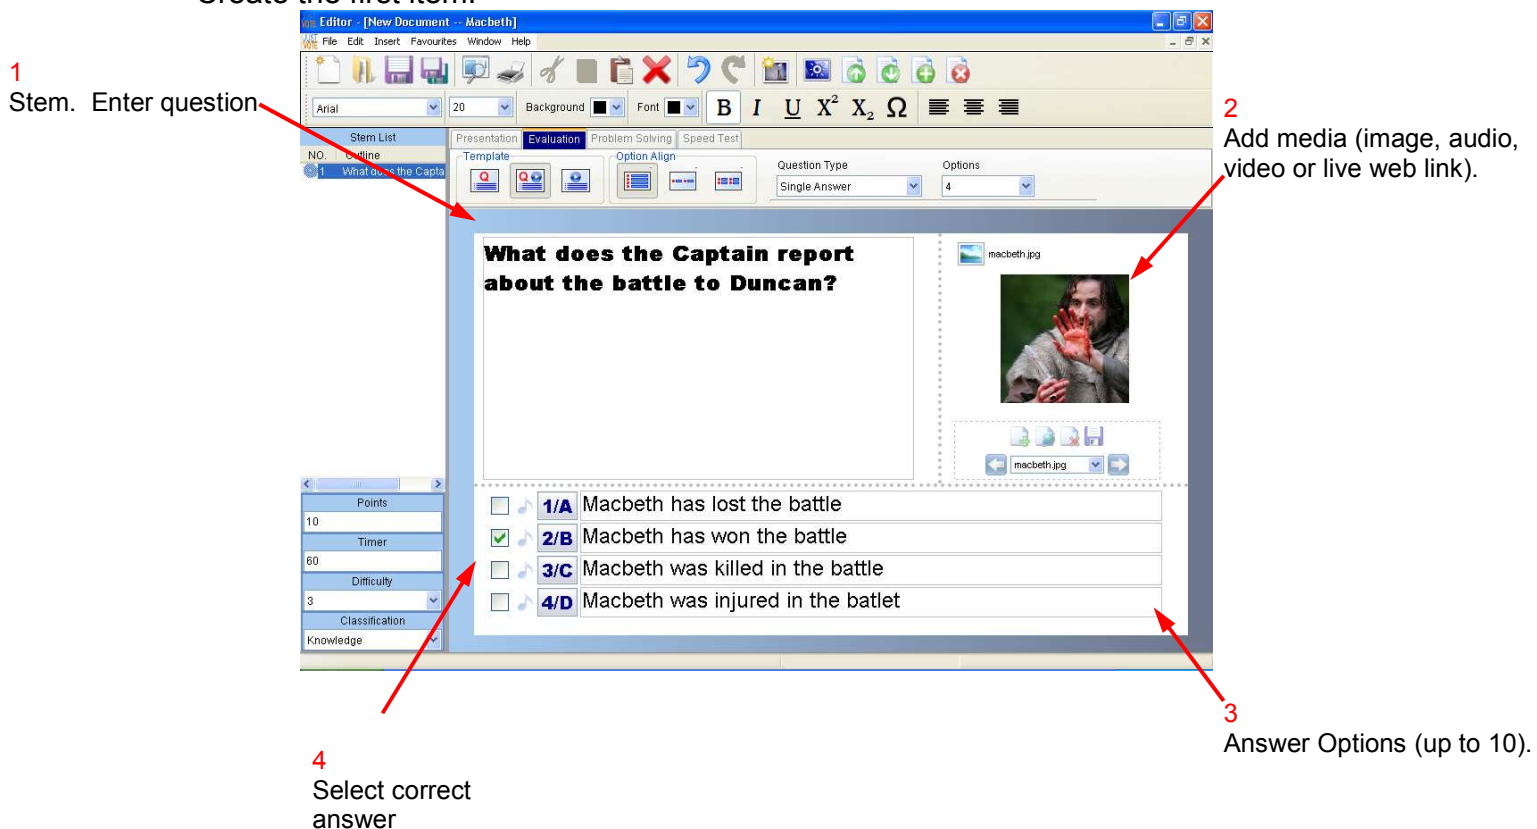 Create the first item.
Editor - [New Document -- Macbeth]
File Edit Insert Favourites Window Help
1
Stem. Enter question
Arial 20 Background Font B I U X² X₂ Ω
2
Add media (image, audio,
video or live web link).
Stem List
NO. Outline
1 What does the Capta
Presentation Evaluation Problem Solving Speed Test
Template Option Align
Question Type Options
Single Answer 4
What does the Captain report
about the battle to Duncan?
macbeth.jpg
macbeth.jpg
Points
10
Timer
60
Difficulty
3
Classification
Knowledge
1/A Macbeth has lost the battle
2/B Macbeth has won the battle
3/C Macbeth was killed in the battle
4/D Macbeth was injured in the batlet
3
Answer Options (up to 10).
4
Select correct
answer